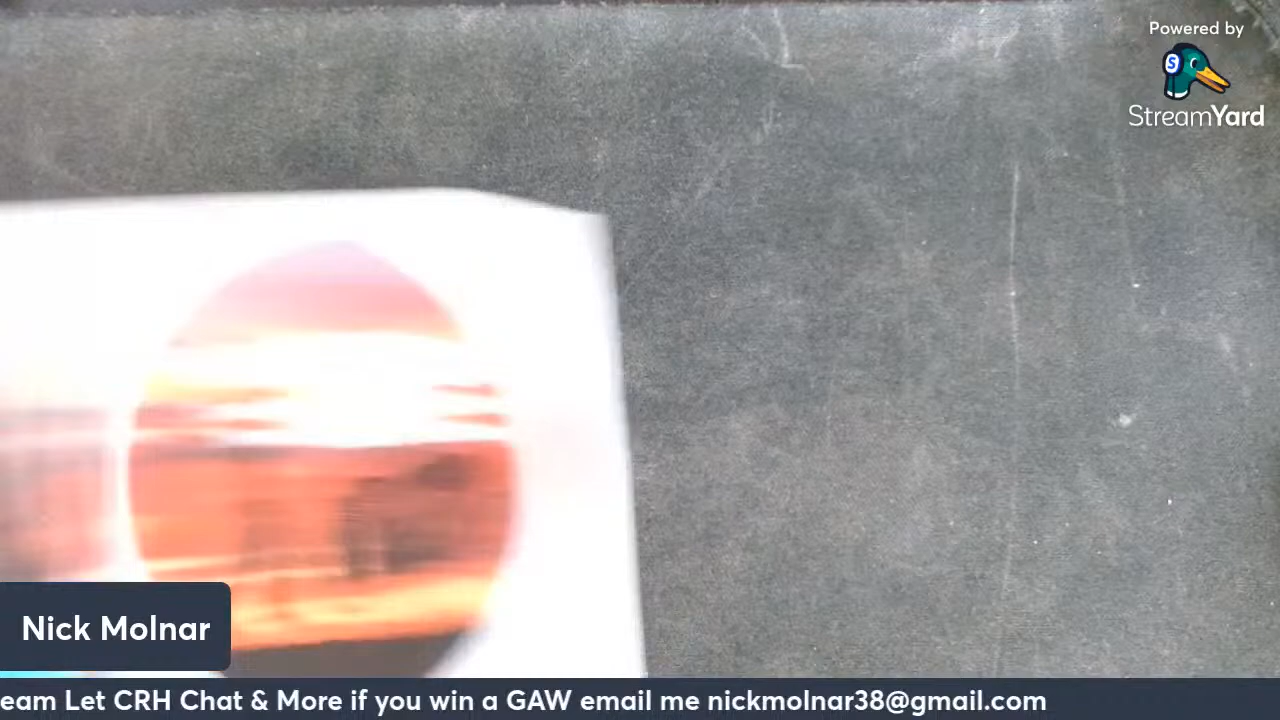 Powered by
StreamYard
Nick Molnar
eam Let CRH Chat & More if you win a GAW email me nickmolnar38@gmail.com